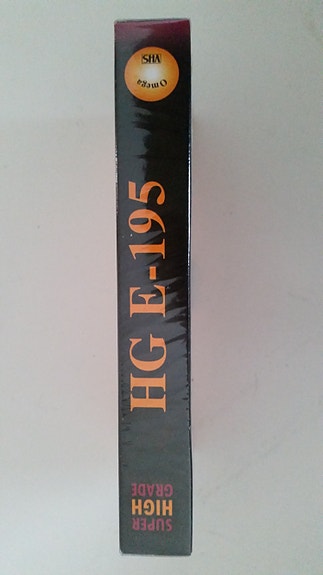 VHS
Omega
HG E-195
SUPER
HIGH
GRADE